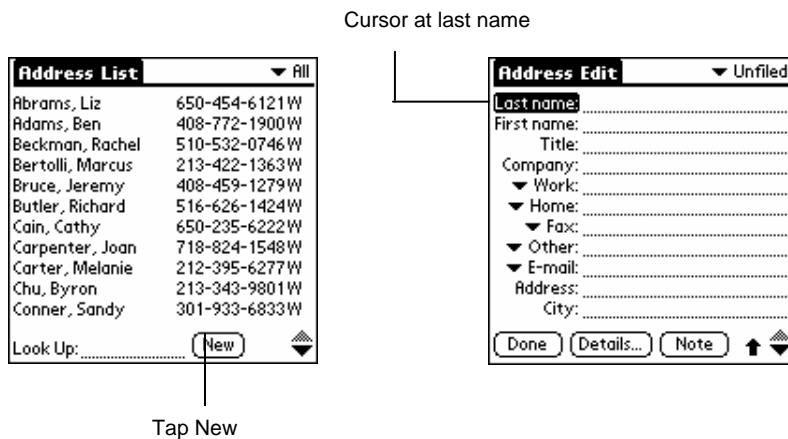 Cursor at last name
Address List ▼ All
Abrams, Liz 650-454-6121W
Adams, Ben 408-772-1900W
Beckman, Rachel 510-532-0746W
Bertolli, Marcus 213-422-1363W
Bruce, Jeremy 408-459-1279W
Butler, Richard 516-626-1424W
Cain, Cathy 650-235-6222W
Carpenter, Joan 718-824-1548W
Carter, Melanie 212-395-6277W
Chu, Byron 213-343-9801W
Conner, Sandy 301-933-6833W
Look Up: New
Tap New
Address Edit ▼ Unfiled
Last name:
First name:
Title:
Company:
▼ Work:
▼ Home:
▼ Fax:
▼ Other:
▼ E-mail:
Address:
City:
Done Details... Note